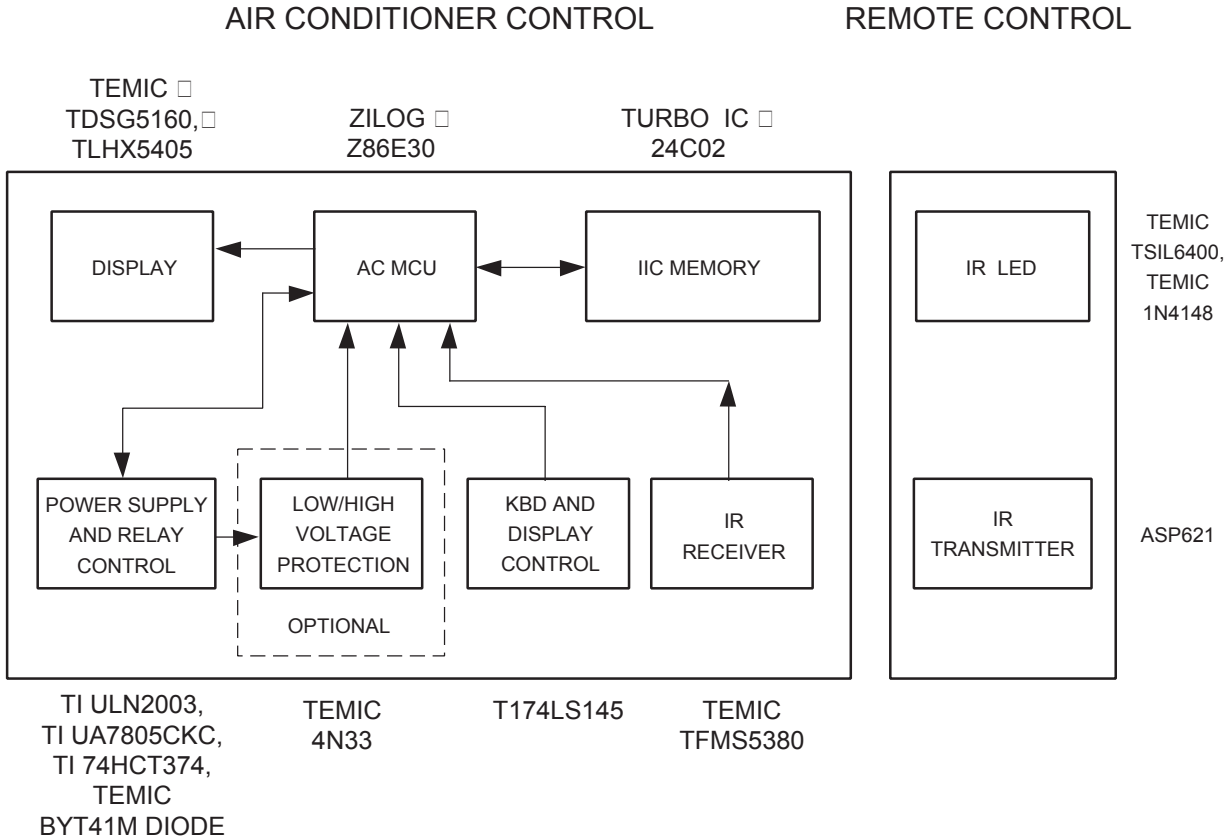 AIR CONDITIONER CONTROL
REMOTE CONTROL
TEMIC □
TDSG5160,□
TLHX5405
ZILOG □
Z86E30
TURBO IC □
24C02
DISPLAY
AC MCU
IIC MEMORY
IR LED
TEMIC
TSIL6400,
TEMIC
1N4148
POWER SUPPLY
AND RELAY
CONTROL
LOW/HIGH
VOLTAGE
PROTECTION
OPTIONAL
KBD AND
DISPLAY
CONTROL
IR
RECEIVER
IR
TRANSMITTER
ASP621
TI ULN2003,
TI UA7805CKC,
TI 74HCT374,
TEMIC
BYT41M DIODE
TEMIC
4N33
T174LS145
TEMIC
TFMS5380